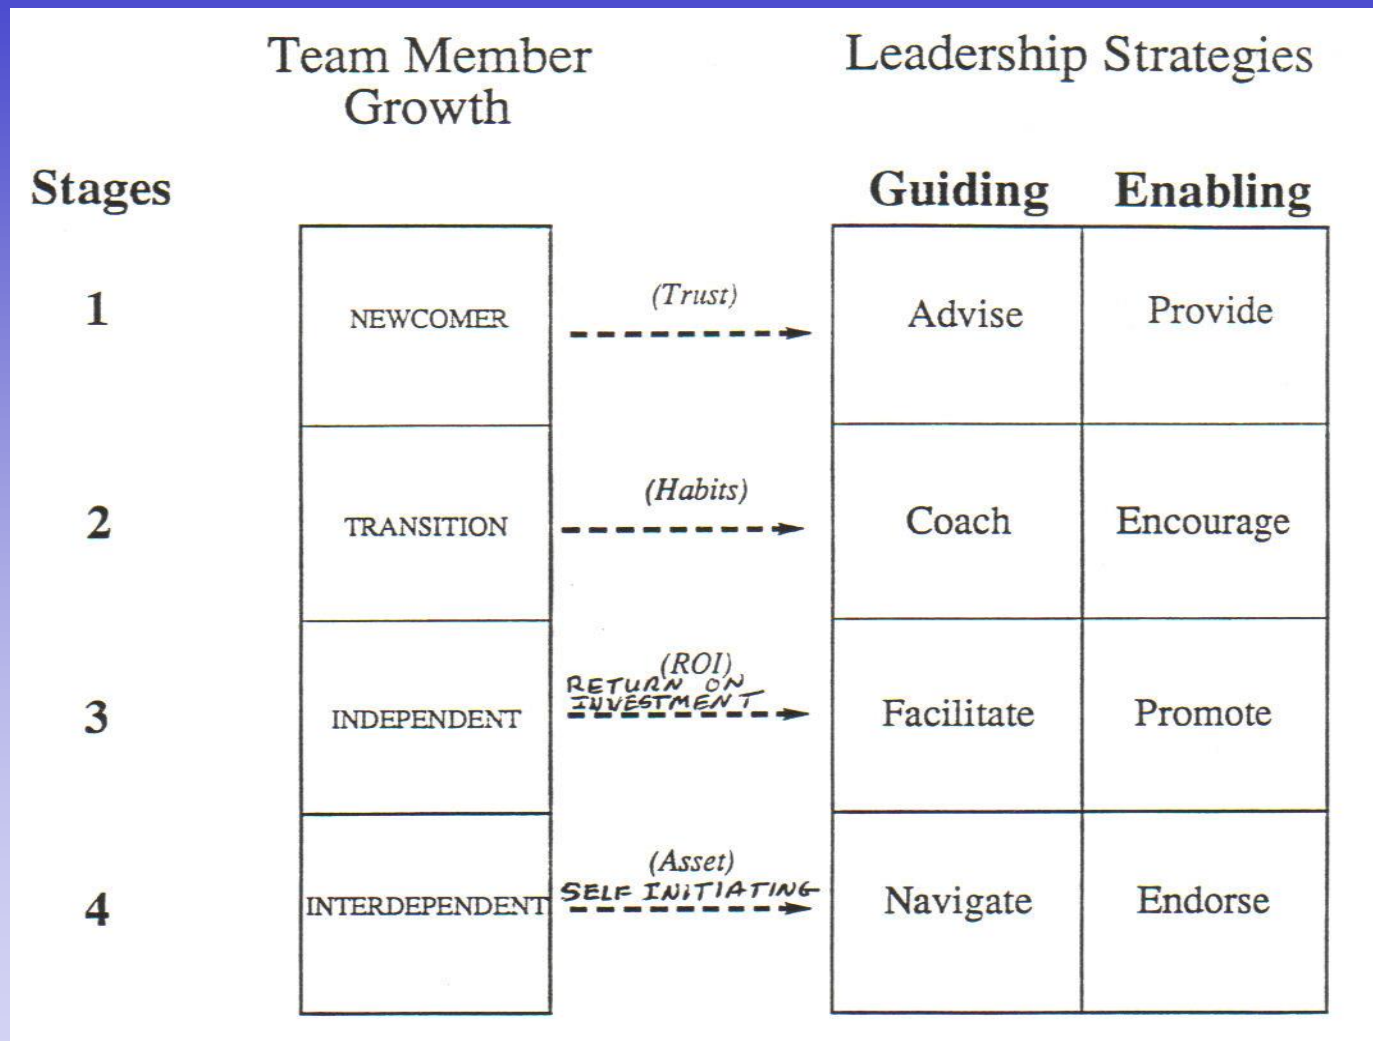 Team Member
Growth
Leadership Strategies
Stages
Guiding
Enabling
1
NEWCOMER
(Trust)
Advise
Provide
2
TRANSITION
(Habits)
Coach
Encourage
3
INDEPENDENT
(ROI)
RETURN ON
INVESTMENT
Facilitate
Promote
4
INTERDEPENDENT
(Asset)
SELF INITIATING
Navigate
Endorse